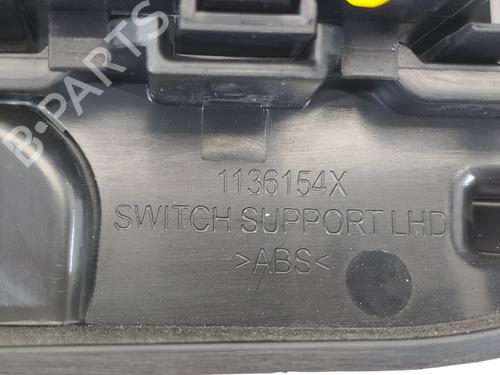 B-PARTS
1136154X
SWITCH SUPPORT LHD
>ABS<